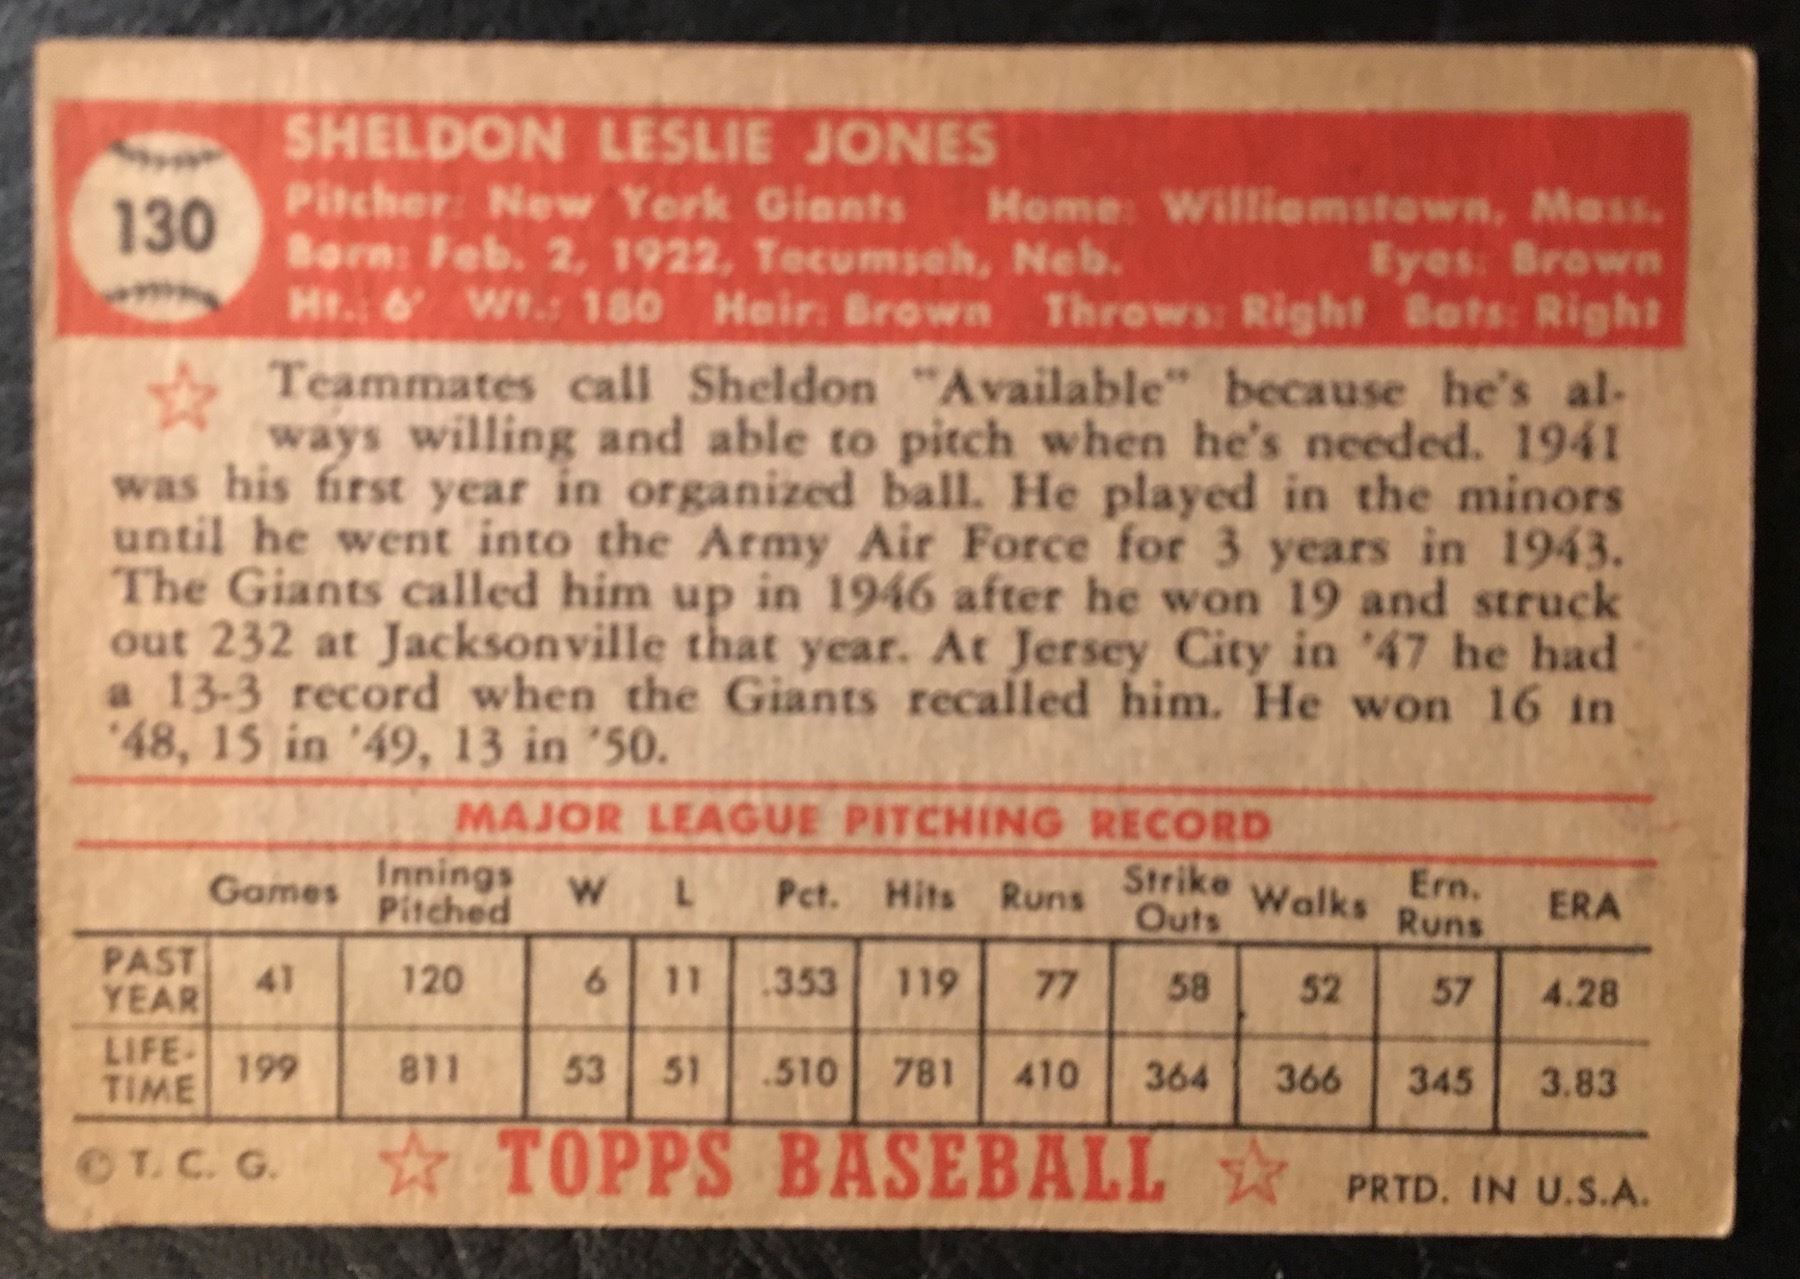 130
SHELDON LESLIE JONES
Pitcher: New York Giants Home: Williamstown, Mass.
Born: Feb. 2, 1922, Tecumseh, Neb. Eyes: Brown
Ht.: 6' Wt.: 180 Hair: Brown Throws: Right Bats: Right
Teammates call Sheldon "Available" because he's al-
ways willing and able to pitch when he's needed. 1941
was his first year in organized ball. He played in the minors
until he went into the Army Air Force for 3 years in 1943.
The Giants called him up in 1946 after he won 19 and struck
out 232 at Jacksonville that year. At Jersey City in '47 he had
a 13-3 record when the Giants recalled him. He won 16 in
'48, 15 in '49, 13 in '50.
MAJOR LEAGUE PITCHING RECORD
Games Innings Pitched W L Pct. Hits Runs Strike Outs Walks Ern. Runs ERA
PAST YEAR 41 120 6 11 .353 119 77 58 52 57 4.28
LIFE-TIME 199 811 53 51 .510 781 410 364 366 345 3.83
© T. C. G. TOPPS BASEBALL PRTD. IN U.S.A.